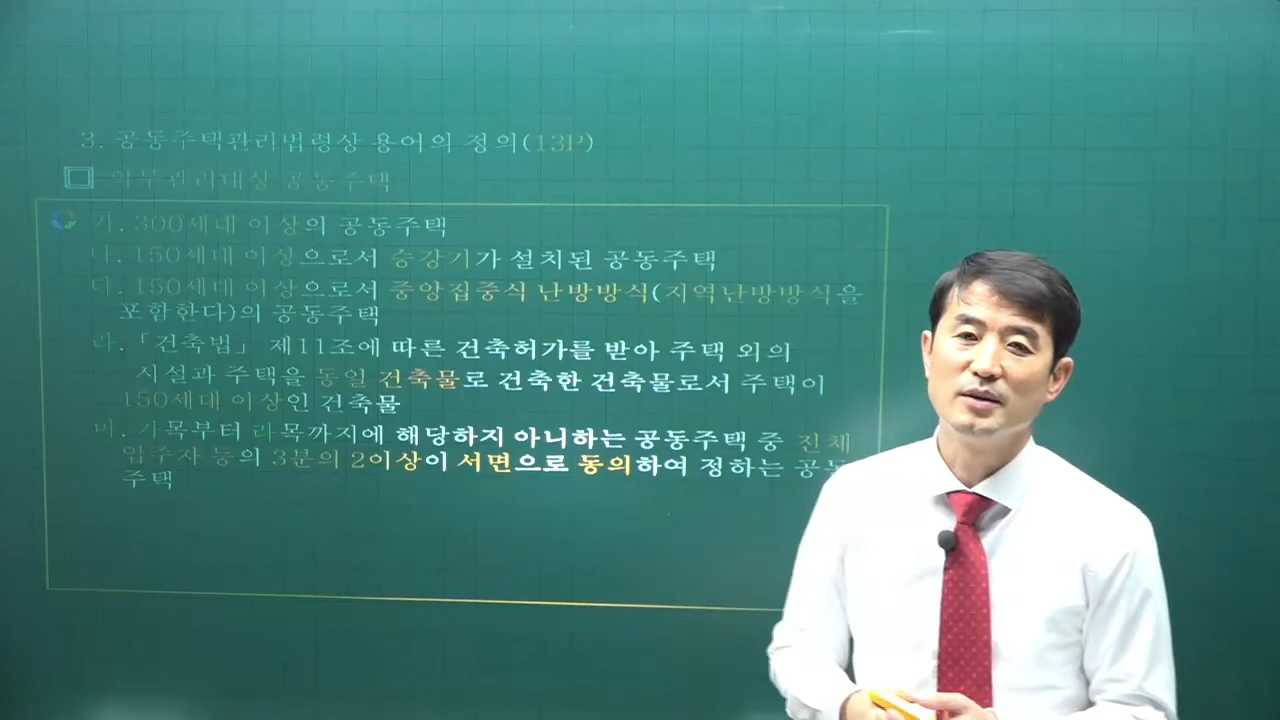 3. 공동주택관리법령상 용어의 정의(13P)
의무관리대상 공동주택
가. 300세대 이상의 공동주택
나. 150세대 이상으로서 승강기가 설치된 공동주택
다. 150세대 이상으로서 중앙집중식 난방방식(지역난방방식을
포함한다)의 공동주택
라. 「건축법」 제11조에 따른 건축허가를 받아 주택 외의
시설과 주택을 동일 건축물로 건축한 건축물로서 주택이
150세대 이상인 건축물
마. 가목부터 라목까지에 해당하지 아니하는 공동주택 중 전체
입주자 등의 3분의 2이상이 서면으로 동의하여 정하는 공동
주택